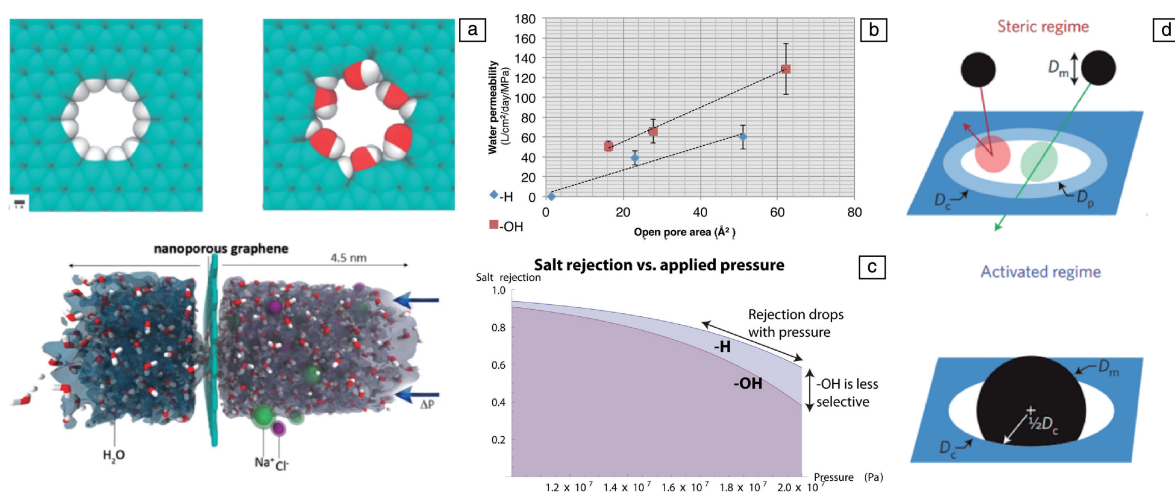 a
nanoporous graphene
4.5 nm
ΔP
H₂O
Na⁺
Cl⁻
b
Water permeability
(L/cm²/day/MPa)
180
160
140
120
100
80
60
40
20
0
0
20
40
60
80
Open pore area (Å²)
-H
-OH
c
Salt rejection vs. applied pressure
Salt rejection
1.0
0.8
0.6
0.4
0.2
Rejection drops
with pressure
-H
-OH
-OH is less
selective
Pressure (Pa)
1.2 x 10⁷
1.4 x 10⁷
1.6 x 10⁷
1.8 x 10⁷
2.0 x 10⁷
d
Steric regime
Dm
Dc
Dp
Activated regime
Dm
½Dc
Dc